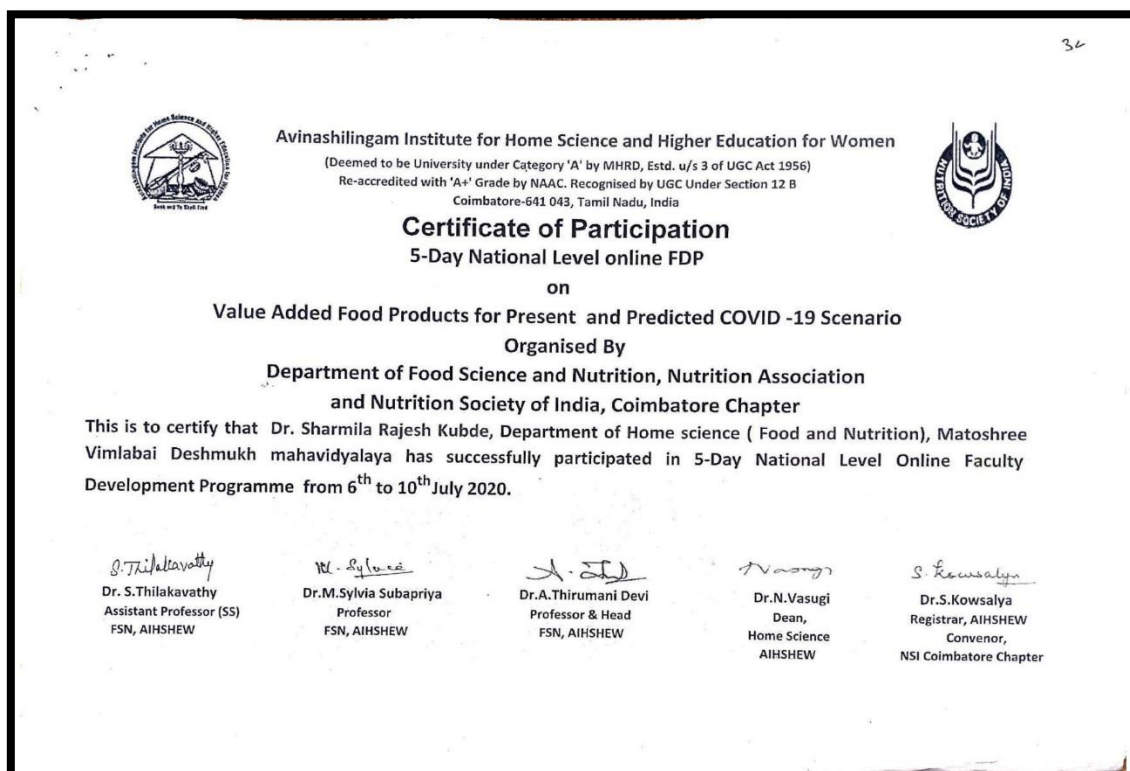 Avinashilingam Institute for Home Science and Higher Education for Women
(Deemed to be University under Category 'A' by MHRD, Estd. u/s 3 of UGC Act 1956)
Re-accredited with 'A+' Grade by NAAC. Recognised by UGC Under Section 12 B
Coimbatore-641 043, Tamil Nadu, India
NUTRITION SOCIETY OF INDIA
Certificate of Participation
5-Day National Level online FDP
on
Value Added Food Products for Present and Predicted COVID -19 Scenario
Organised By
Department of Food Science and Nutrition, Nutrition Association
and Nutrition Society of India, Coimbatore Chapter
This is to certify that Dr. Sharmila Rajesh Kubde, Department of Home science ( Food and Nutrition), Matoshree
Vimlabai Deshmukh mahavidyalaya has successfully participated in 5-Day National Level Online Faculty
Development Programme from 6th to 10th July 2020.
S. Thilakavathy
Dr. S.Thilakavathy
Assistant Professor (SS)
FSN, AIHSHEW
Dr.M.Sylvia Subapriya
Professor
FSN, AIHSHEW
Dr.A.Thirumani Devi
Professor & Head
FSN, AIHSHEW
Dr.N.Vasugi
Dean,
Home Science
AIHSHEW
S. Kowsalya
Dr.S.Kowsalya
Registrar, AIHSHEW
Convenor,
NSI Coimbatore Chapter